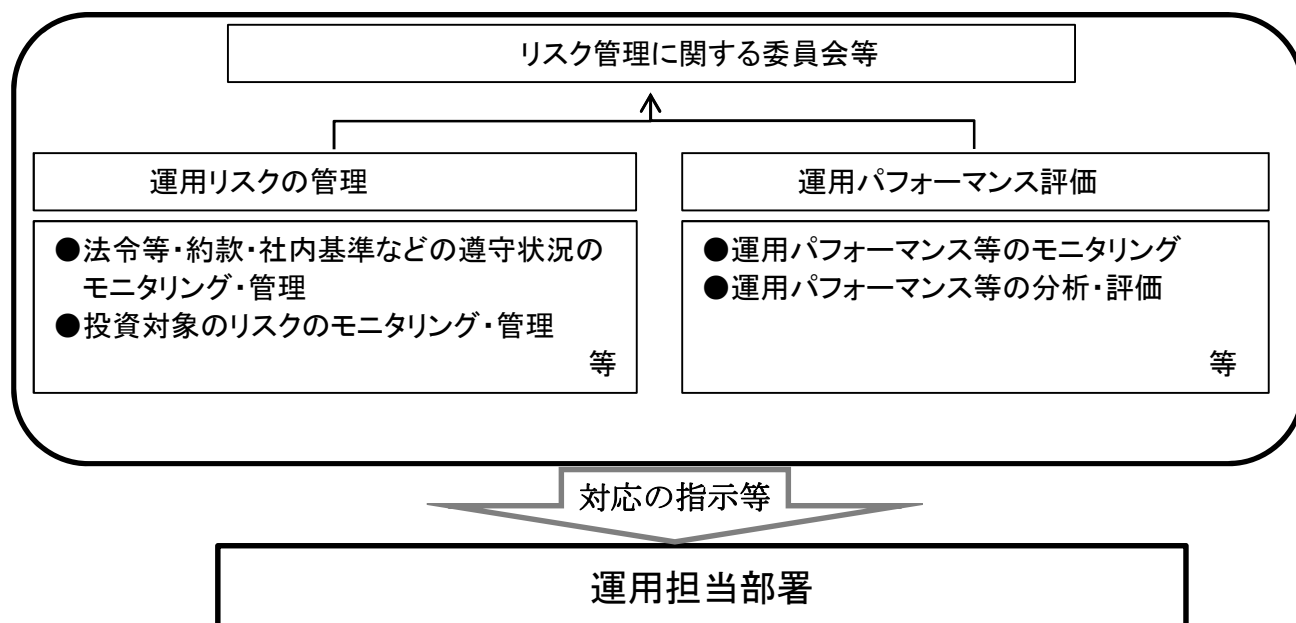 リスク管理に関する委員会等
運用リスクの管理
●法令等・約款・社内基準などの遵守状況の
モニタリング・管理
●投資対象のリスクのモニタリング・管理
等
運用パフォーマンス評価
●運用パフォーマンス等のモニタリング
●運用パフォーマンス等の分析・評価
等
対応の指示等
運用担当部署